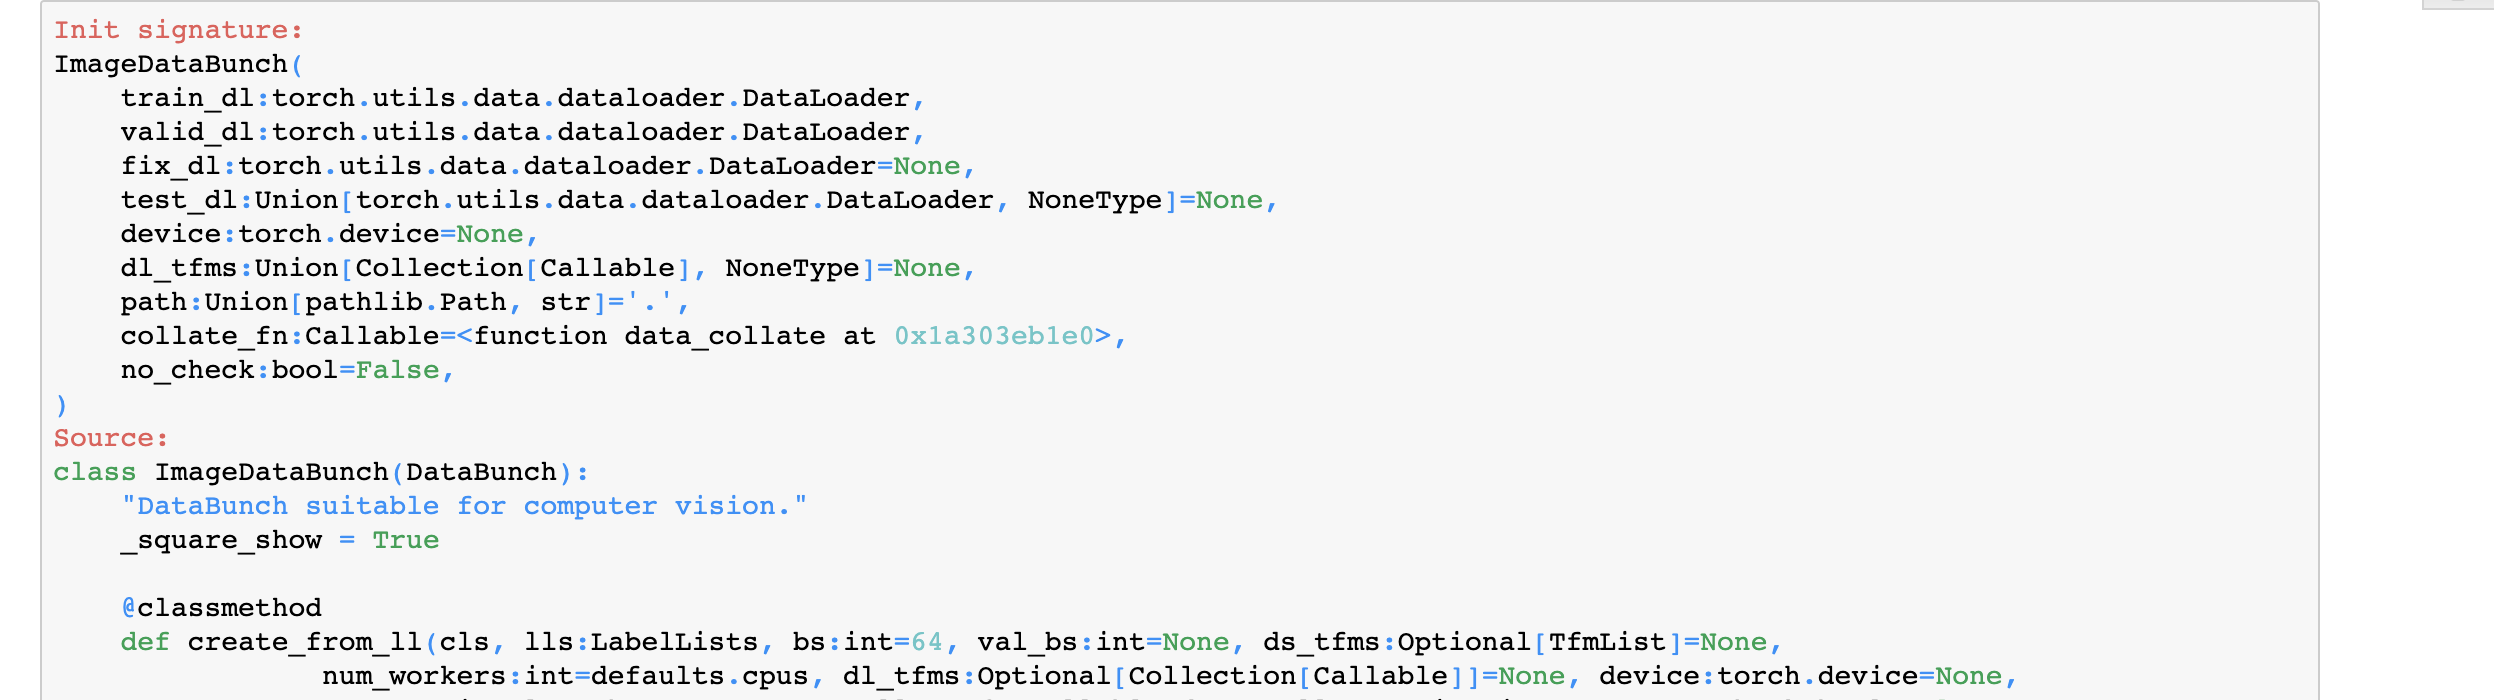 Init signature:
ImageDataBunch(
    train_dl:torch.utils.data.dataloader.DataLoader,
    valid_dl:torch.utils.data.dataloader.DataLoader,
    fix_dl:torch.utils.data.dataloader.DataLoader=None,
    test_dl:Union[torch.utils.data.dataloader.DataLoader, NoneType]=None,
    device:torch.device=None,
    dl_tfms:Union[Collection[Callable], NoneType]=None,
    path:Union[pathlib.Path, str]='.',
    collate_fn:Callable=<function data_collate at 0x1a303eb1e0>,
    no_check:bool=False,
)
Source:
class ImageDataBunch(DataBunch):
    "DataBunch suitable for computer vision."
    _square_show = True
    @classmethod
    def create_from_ll(cls, lls:LabelLists, bs:int=64, val_bs:int=None, ds_tfms:Optional[TfmList]=None,
                num_workers:int=defaults.cpus, dl_tfms:Optional[Collection[Callable]]=None, device:torch.device=None,